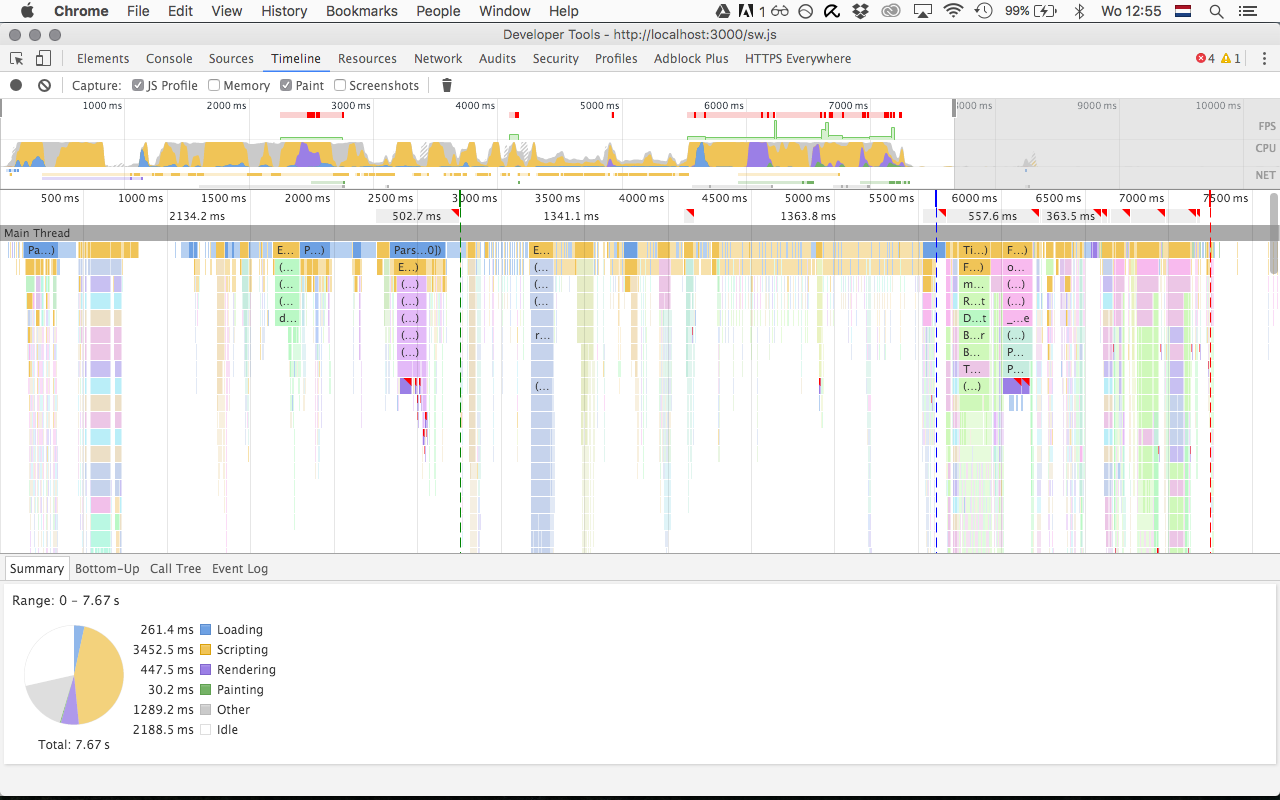 Chrome File Edit View History Bookmarks People Window Help 1 99% Wo 12:55
Developer Tools - http://localhost:3000/sw.js
Elements Console Sources Timeline Resources Network Audits Security Profiles Adblock Plus HTTPS Everywhere 4 1
Capture: JS Profile Memory Paint Screenshots
1000 ms 2000 ms 3000 ms 4000 ms 5000 ms 6000 ms 7000 ms 9000 ms 10000 ms
FPS
CPU
NET
500 ms 1000 ms 1500 ms 2000 ms 2500 ms 3000 ms 3500 ms 4000 ms 4500 ms 5000 ms 5500 ms 6000 ms 6500 ms 7000 ms 7500 ms
2134.2 ms 502.7 ms 1341.1 ms 1363.8 ms 557.6 ms 363.5 ms
Main Thread
Pa...) E... P...) Pars...0]) E... Ti...) F...)
(... E...) (... F...) o...
(... (...) (... m... (...)
(... (...) (... R...t (...)
d... (...) D...t _...e
(...) r... B...r (...)
(...) B... P...
T... P...
(... (...)
Summary Bottom-Up Call Tree Event Log
Range: 0 – 7.67 s
261.4 ms Loading
3452.5 ms Scripting
447.5 ms Rendering
30.2 ms Painting
1289.2 ms Other
2188.5 ms Idle
Total: 7.67 s